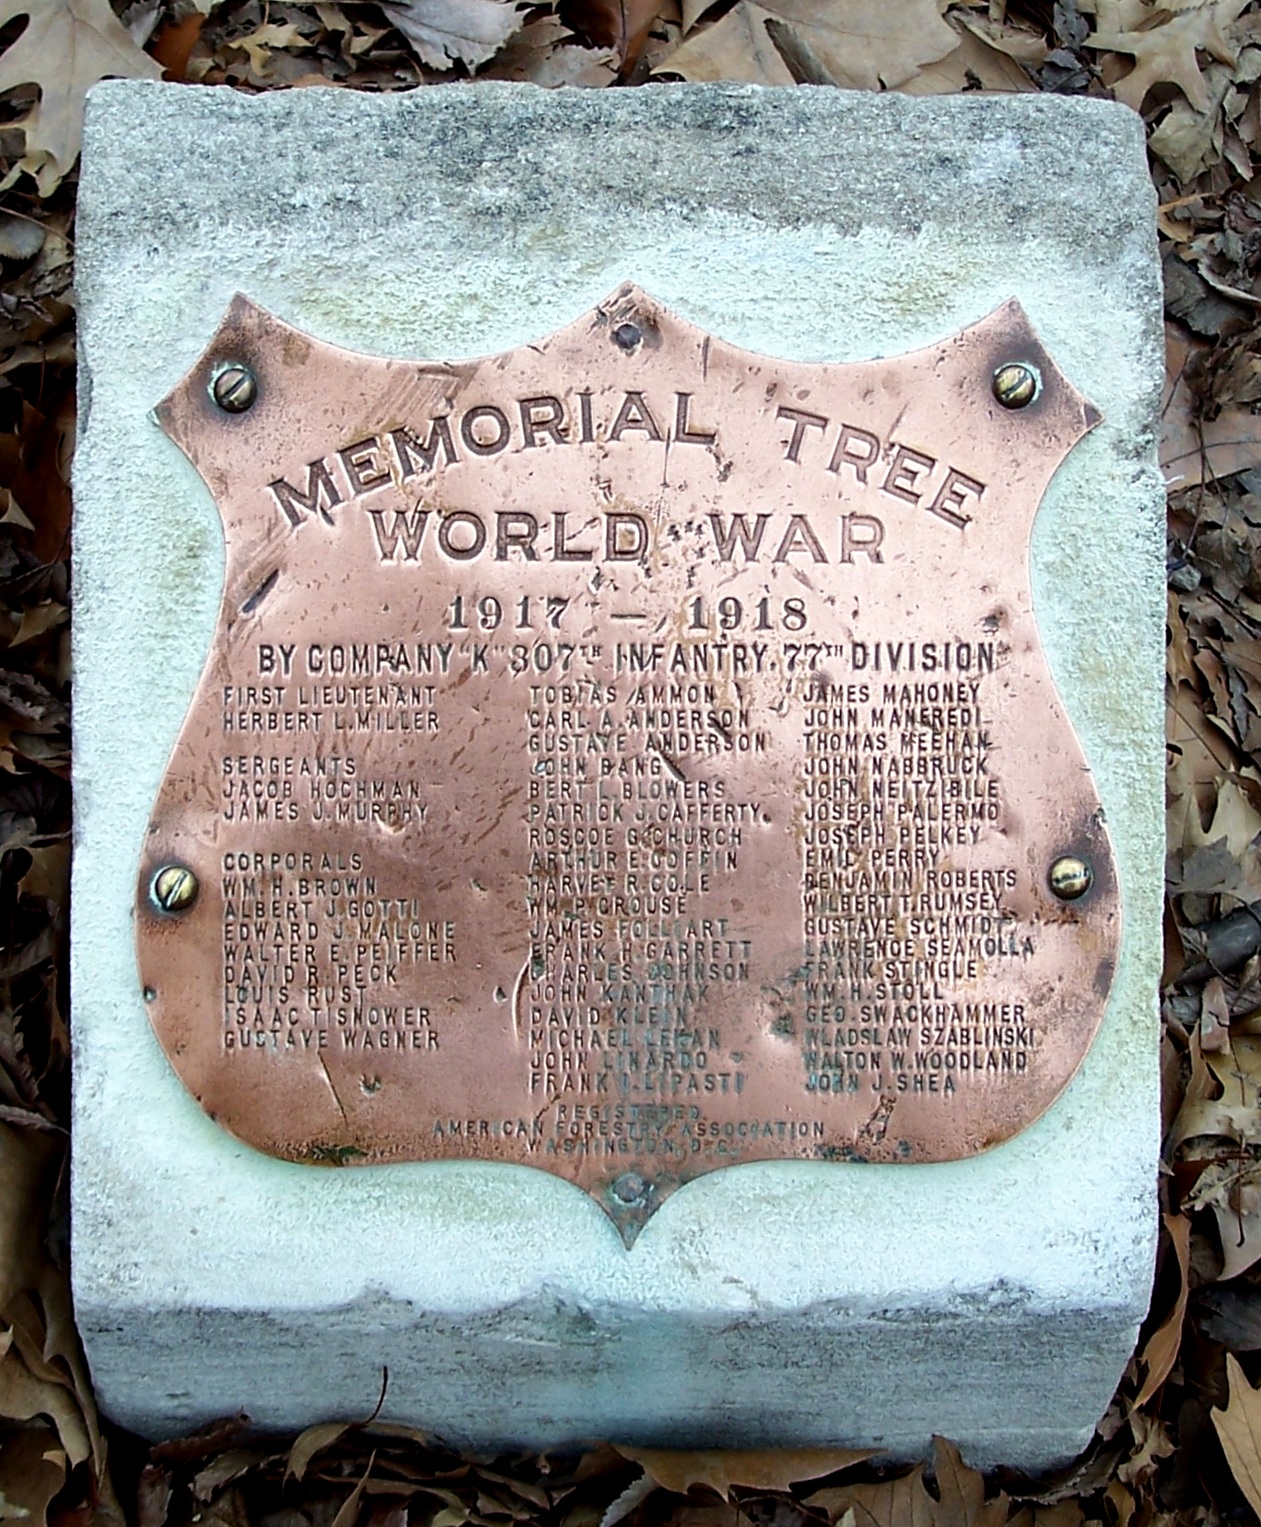 MEMORIAL TREE
WORLD WAR
1917 — 1918
BY COMPANY "K" 307TH INFANTRY, 77TH DIVISION
FIRST LIEUTENANT
HERBERT L. MILLER
SERGEANTS
JACOB HOCHMAN
JAMES J. MURPHY
CORPORALS
WM. H. BROWN
ALBERT J. GOTTI
EDWARD J. MALONE
WALTER E. PEIFFER
DAVID R. PECK
LOUIS RUST
ISAAC TISNOWER
GUSTAVE WAGNER
TOBIAS AMMON
CARL A. ANDERSON
GUSTAVE ANDERSON
JOHN BANG
BERT L. BLOWERS
PATRICK J. CAFFERTY
ROSCOE G. CHURCH
ARTHUR E. COFFIN
HARVEY R. COLE
WM. P. CROUSE
JAMES FOLLIART
FRANK H. GARRETT
CHARLES JOHNSON
JOHN KANTHAK
DAVID KLEIN
MICHAEL
JOHN LINARDO
FRANK LIPASTI
JAMES MAHONEY
JOHN MANFREDI
THOMAS MEEHAN
JOHN NABBRUCK
JOHN NEITZIBILE
JOSEPH PALERMO
JOSEPH PELKEY
EMIL PERRY
BENJAMIN ROBERTS
WILBERT T. RUMSEY
GUSTAVE SCHMIDT
LAWRENCE SEAMOLLA
FRANK STINGLE
WM. H. STOLL
GEO. SWACKHAMMER
WLADSLAW SZABLINSKI
WALTON W. WOODLAND
JOHN J. SHEA
REGISTERED
AMERICAN FORESTRY ASSOCIATION
WASHINGTON, D.C.